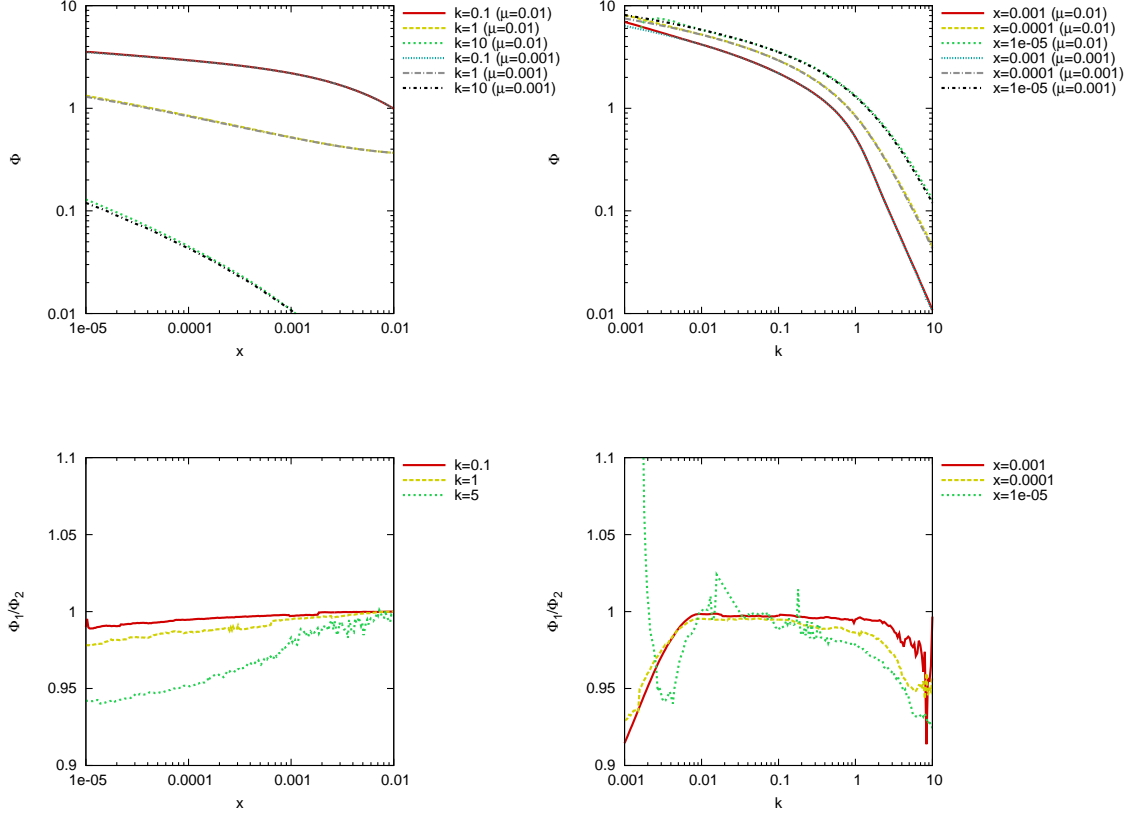 10
1
0.1
0.01
1e-05
0.0001
0.001
0.01
Φ
x
k=0.1 (μ=0.01)
k=1 (μ=0.01)
k=10 (μ=0.01)
k=0.1 (μ=0.001)
k=1 (μ=0.001)
k=10 (μ=0.001)
10
1
0.1
0.01
0.001
0.01
0.1
1
10
Φ
k
x=0.001 (μ=0.01)
x=0.0001 (μ=0.01)
x=1e-05 (μ=0.01)
x=0.001 (μ=0.001)
x=0.0001 (μ=0.001)
x=1e-05 (μ=0.001)
1.1
1.05
1
0.95
0.9
1e-05
0.0001
0.001
0.01
Φ1/Φ2
x
k=0.1
k=1
k=5
1.1
1.05
1
0.95
0.9
0.001
0.01
0.1
1
10
Φ1/Φ2
k
x=0.001
x=0.0001
x=1e-05